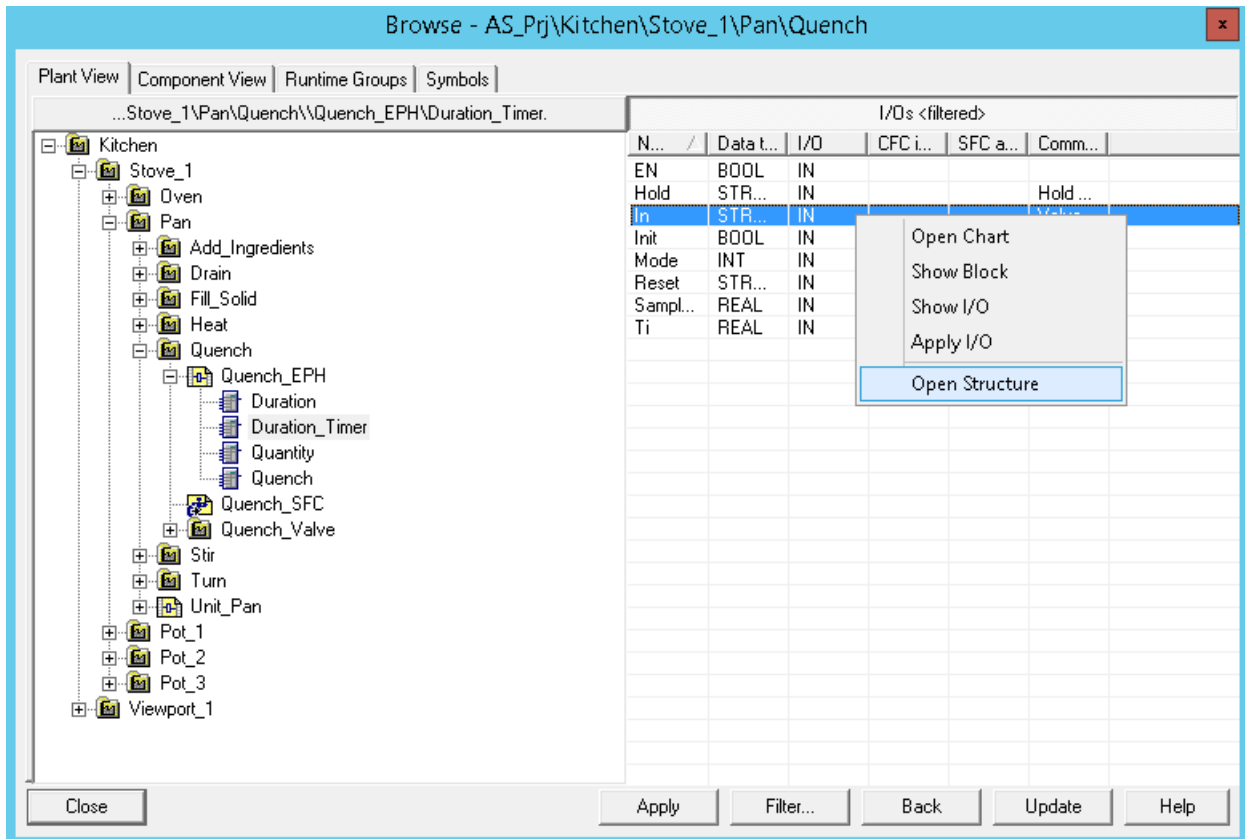 Browse - AS_Prj\Kitchen\Stove_1\Pan\Quench
x
Plant View Component View Runtime Groups Symbols
...Stove_1\Pan\Quench\\Quench_EPH\Duration_Timer.
I/Os <filtered>
Kitchen
Stove_1
Oven
Pan
Add_Ingredients
Drain
Fill_Solid
Heat
Quench
Quench_EPH
Duration
Duration_Timer
Quantity
Quench
Quench_SFC
Quench_Valve
Stir
Turn
Unit_Pan
Pot_1
Pot_2
Pot_3
Viewport_1
N... Data t... I/O CFC i... SFC a... Comm...
EN BOOL IN
Hold STR... IN Hold ...
In STR... IN Value
Init BOOL IN
Mode INT IN
Reset STR... IN
Sampl... REAL IN
Ti REAL IN
Open Chart
Show Block
Show I/O
Apply I/O
Open Structure
Close Apply Filter... Back Update Help